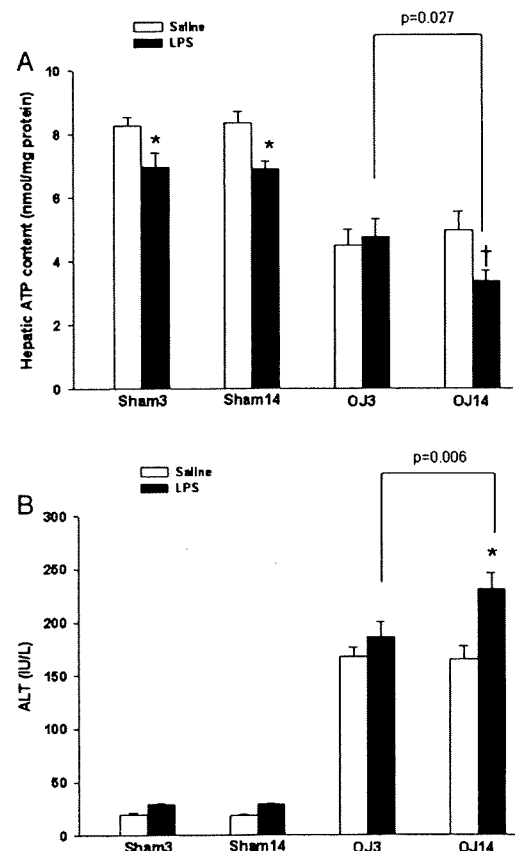 p=0.027
Saline
LPS
A
Hepatic ATP content (nmol/mg protein)
10
8
6
4
2
0
*
*
†
Sham3 Sham14 OJ3 OJ14
p=0.006
Saline
LPS
B
ALT (IU/L)
300
250
200
150
100
50
0
*
Sham3 Sham14 OJ3 OJ14